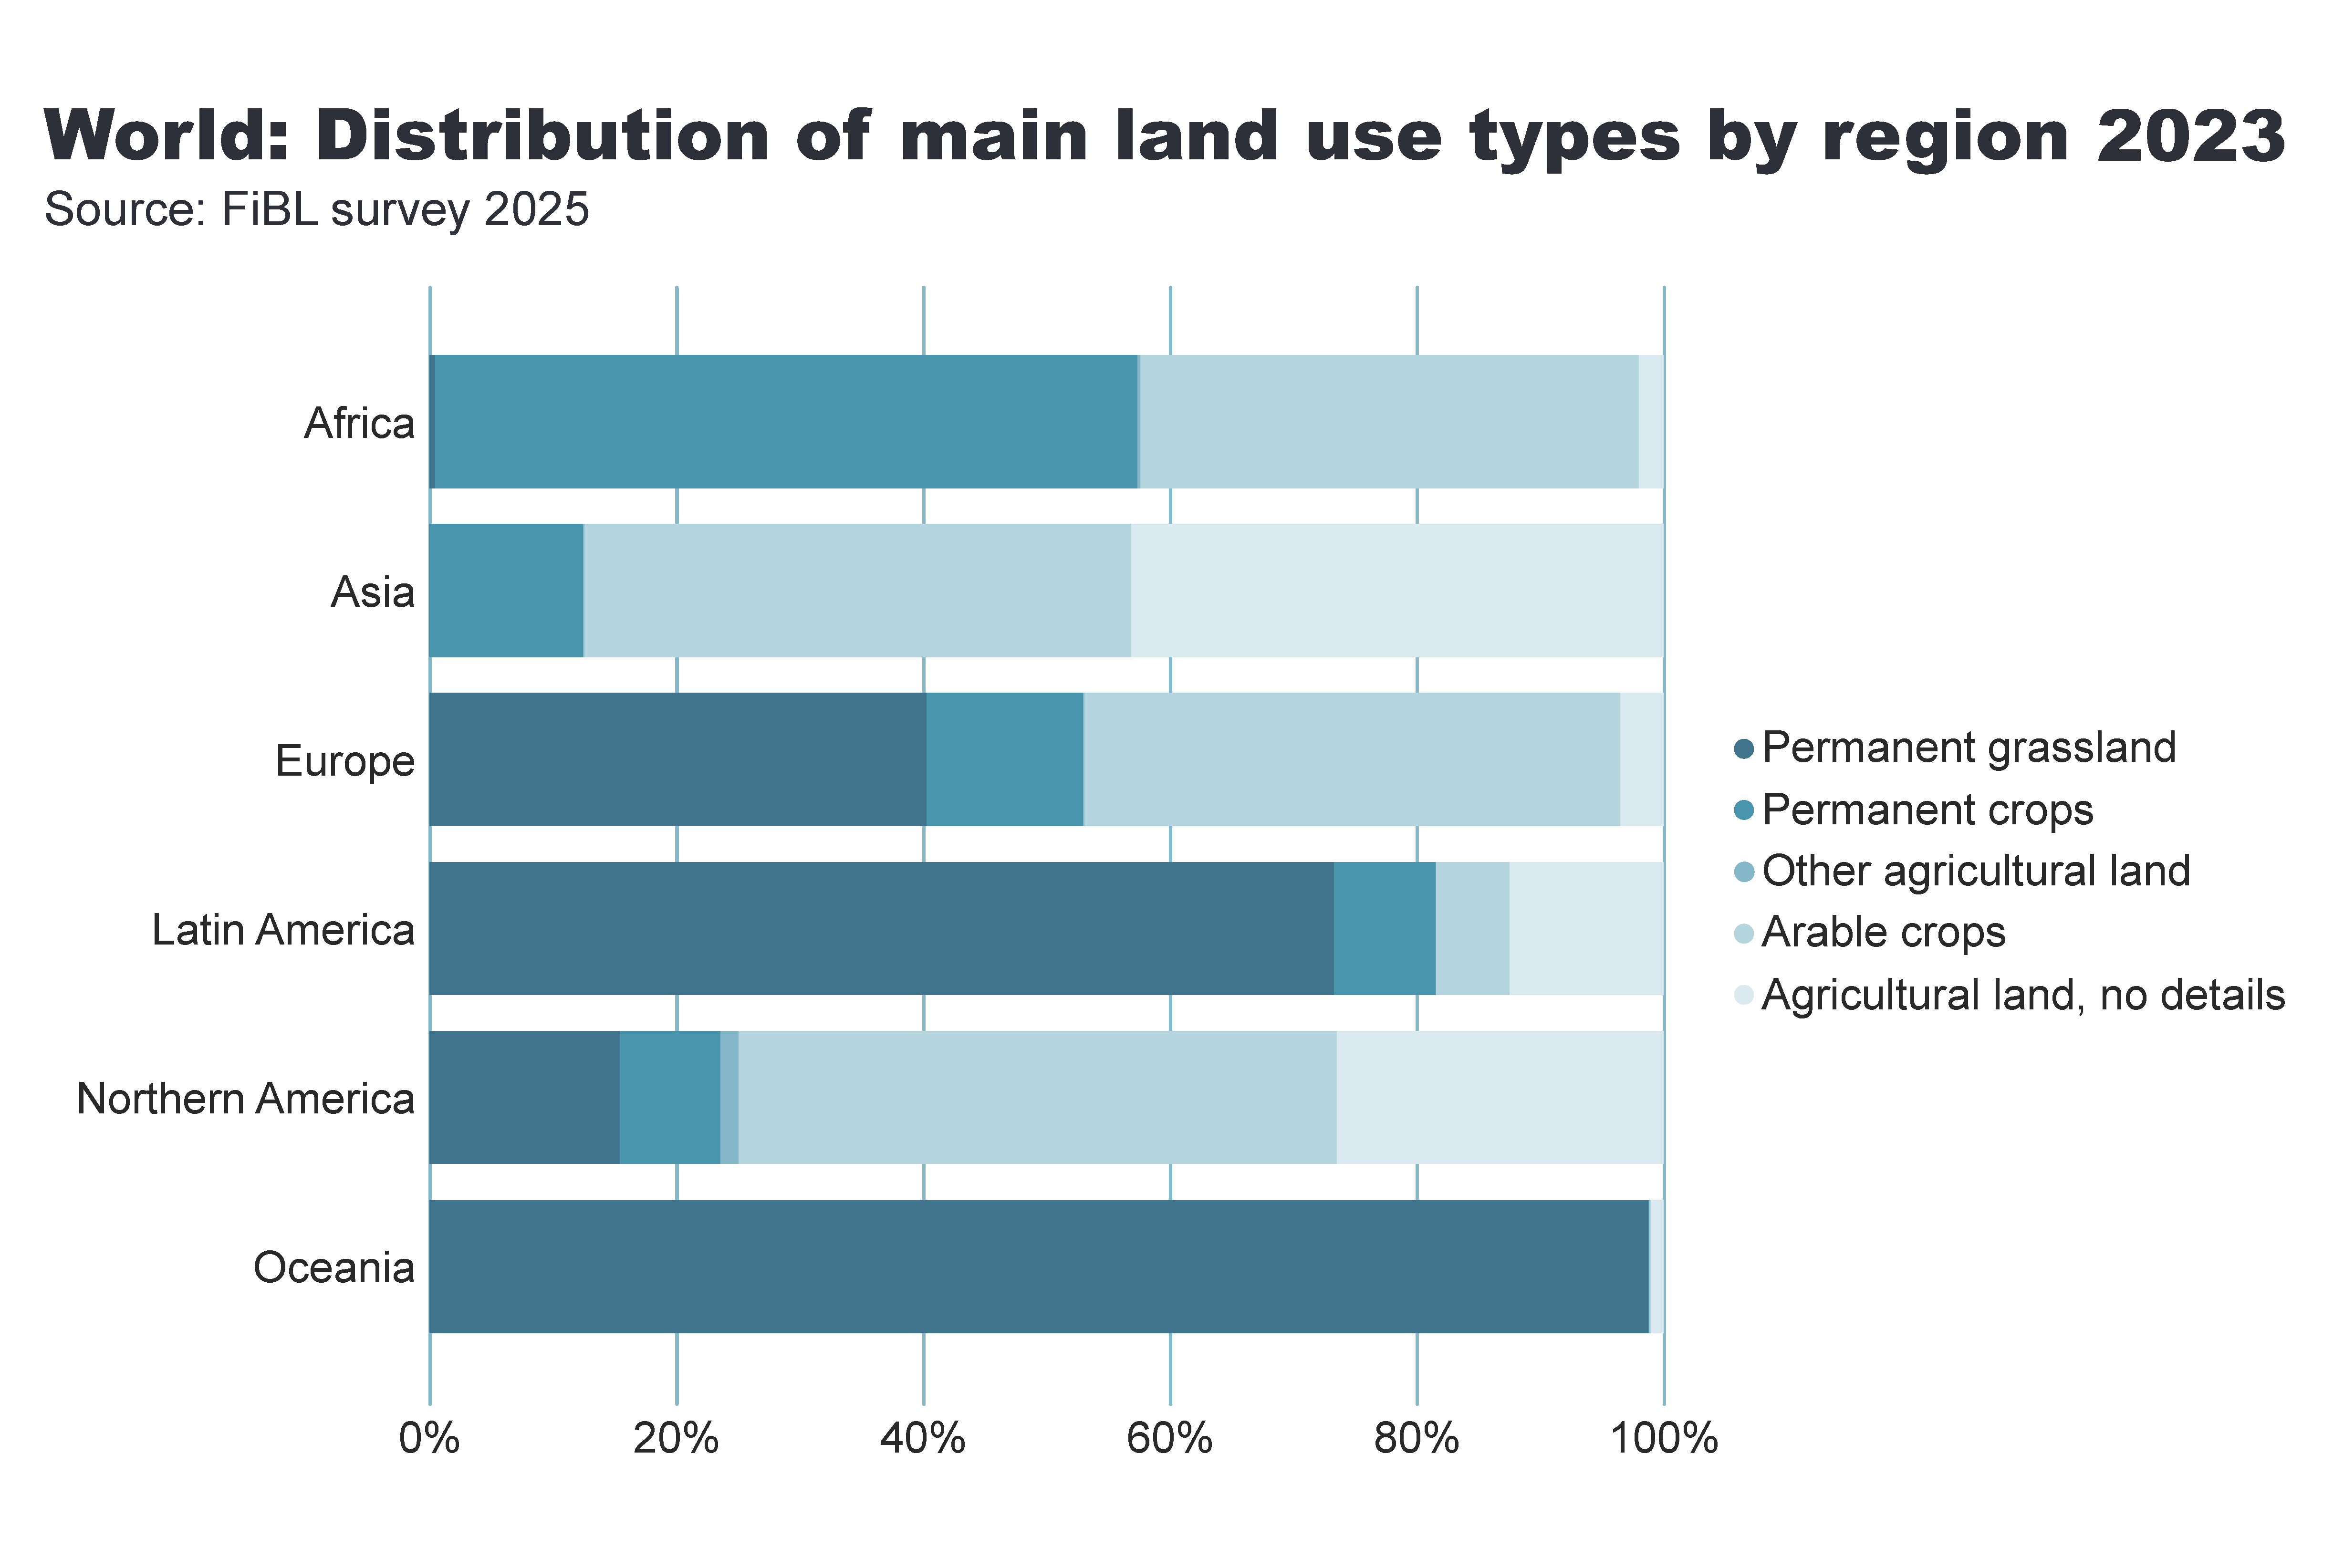 World: Distribution of main land use types by region 2023
Source: FiBL survey 2025
Africa
Asia
Europe
Latin America
Northern America
Oceania
0% 20% 40% 60% 80% 100%
Permanent grassland
Permanent crops
Other agricultural land
Arable crops
Agricultural land, no details